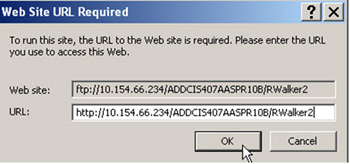 Web Site URL Required
To run this site, the URL to the Web site is required. Please enter the URL
you use to access this Web.
Web site: ftp://10.154.66.234/ADDCIS407AASPR10B/RWalker2
URL: http://10.154.66.234/ADDCIS407AASPR10B/RWalker2
OK Cancel